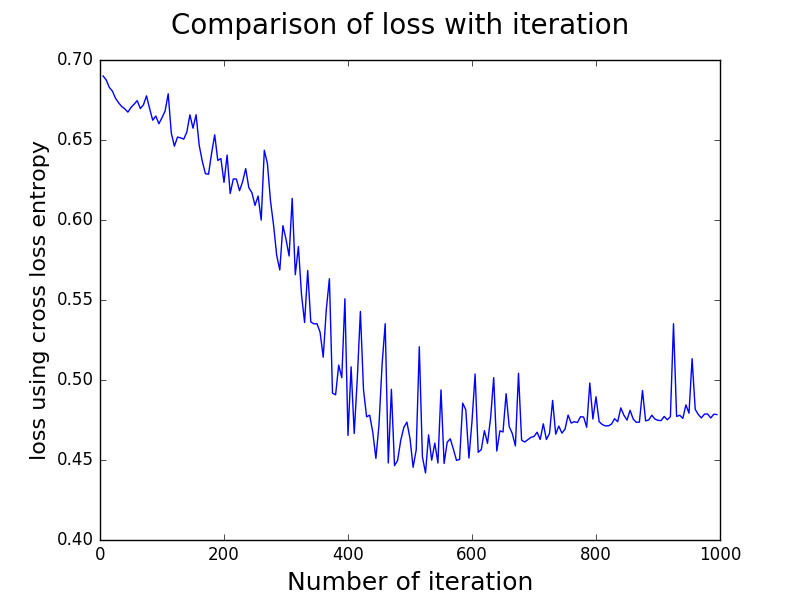 Comparison of loss with iteration
0.70
0.65
0.60
0.55
0.50
0.45
0.40
loss using cross loss entropy
0 200 400 600 800 1000
Number of iteration